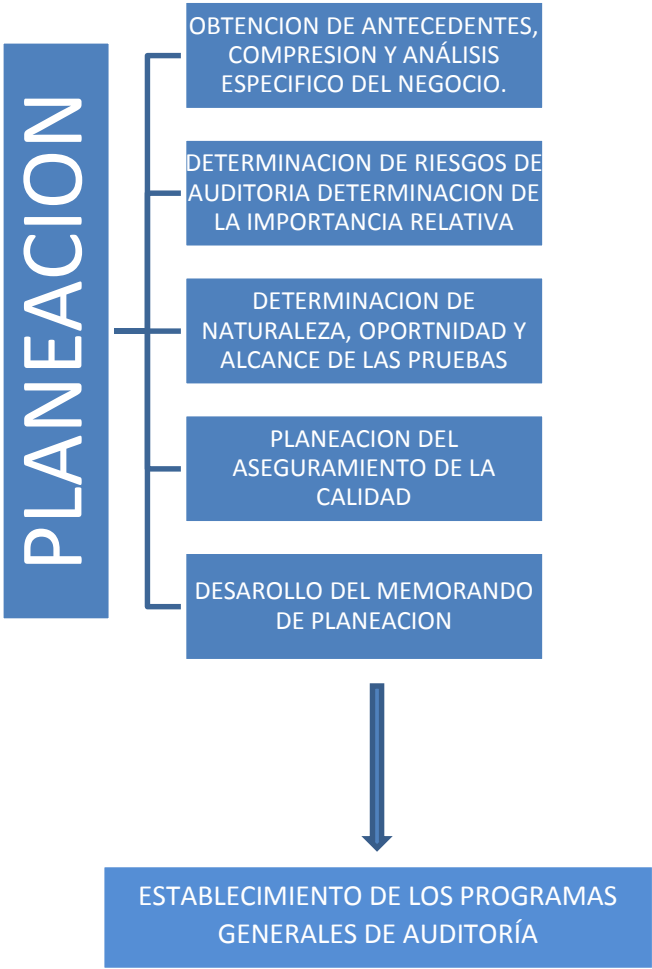 PLANEACION
OBTENCION DE ANTECEDENTES,
COMPRESION Y ANÁLISIS
ESPECIFICO DEL NEGOCIO.
DETERMINACION DE RIESGOS DE
AUDITORIA DETERMINACION DE
LA IMPORTANCIA RELATIVA
DETERMINACION DE
NATURALEZA, OPORTNIDAD Y
ALCANCE DE LAS PRUEBAS
PLANEACION DEL
ASEGURAMIENTO DE LA
CALIDAD
DESAROLLO DEL MEMORANDO
DE PLANEACION
ESTABLECIMIENTO DE LOS PROGRAMAS
GENERALES DE AUDITORÍA